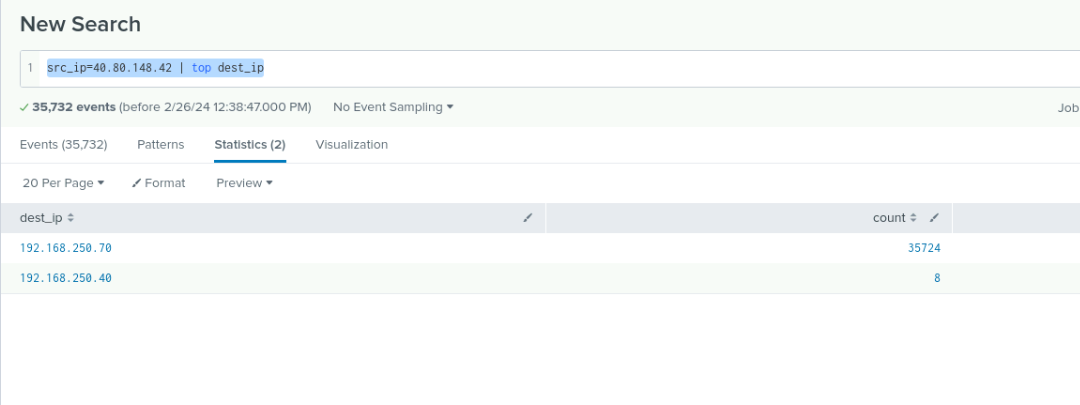 New Search
1 src_ip=40.80.148.42 | top dest_ip
35,732 events (before 2/26/24 12:38:47.000 PM) No Event Sampling Job
Events (35,732) Patterns Statistics (2) Visualization
20 Per Page Format Preview
dest_ip count
192.168.250.70 35724
192.168.250.40 8